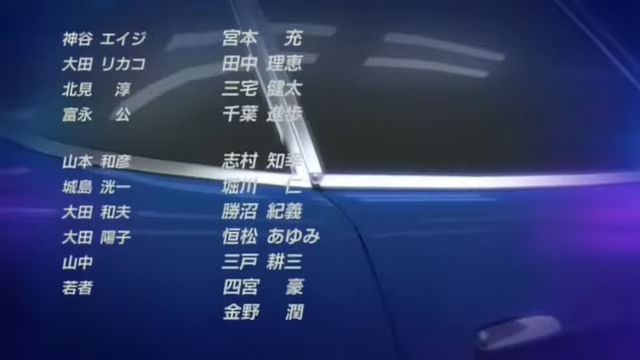 神谷 エイジ 宮本 充
大田 リカコ 田中 理恵
北見 淳 三宅 健太
富永 公 千葉 進歩
山本 和彦 志村 知幸
城島 洸一 堀川 仁
大田 和夫 勝沼 紀義
大田 陽子 恒松 あゆみ
山中 三戸 耕三
若者 四宮 豪
金野 潤